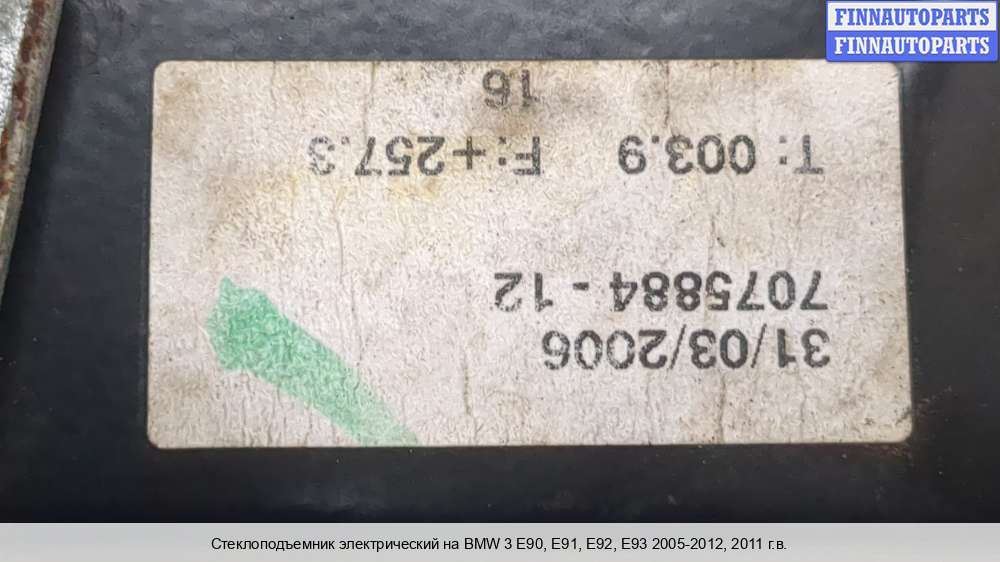 FINNAUTOPARTS
FINNAUTOPARTS
31/03/2006
7075884 - 12
T: 003.9 F:+257.3
16
Стеклоподъемник электрический на BMW 3 E90, E91, E92, E93 2005-2012, 2011 г.в.